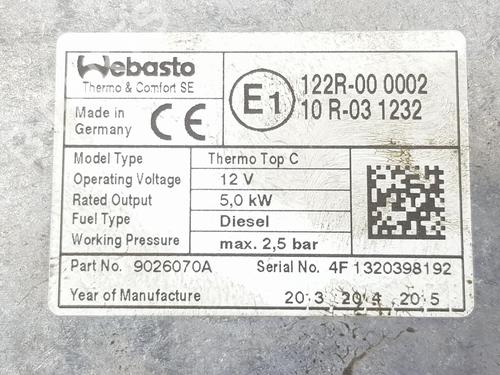 Webasto
Thermo & Comfort SE
E1
122R-00 0002
10 R-03 1232
Made in
Germany
CE
Model Type Thermo Top C
Operating Voltage 12 V
Rated Output 5,0 kW
Fuel Type Diesel
Working Pressure max. 2,5 bar
Part No. 9026070A Serial No. 4F 1320398192
Year of Manufacture 2013 2014 2015